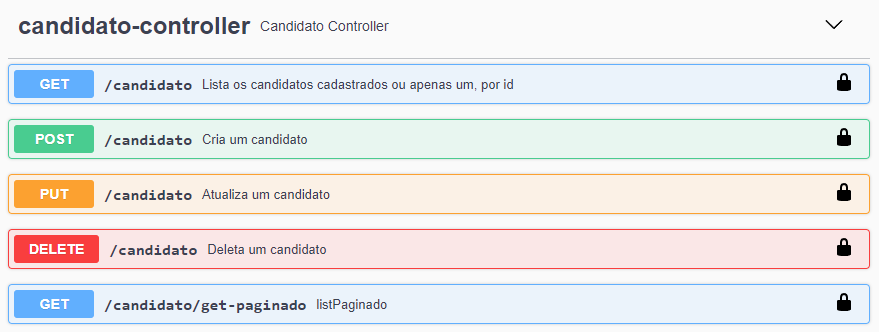 candidato-controller Candidato Controller
GET /candidato Lista os candidatos cadastrados ou apenas um, por id
POST /candidato Cria um candidato
PUT /candidato Atualiza um candidato
DELETE /candidato Deleta um candidato
GET /candidato/get-paginado listPaginado